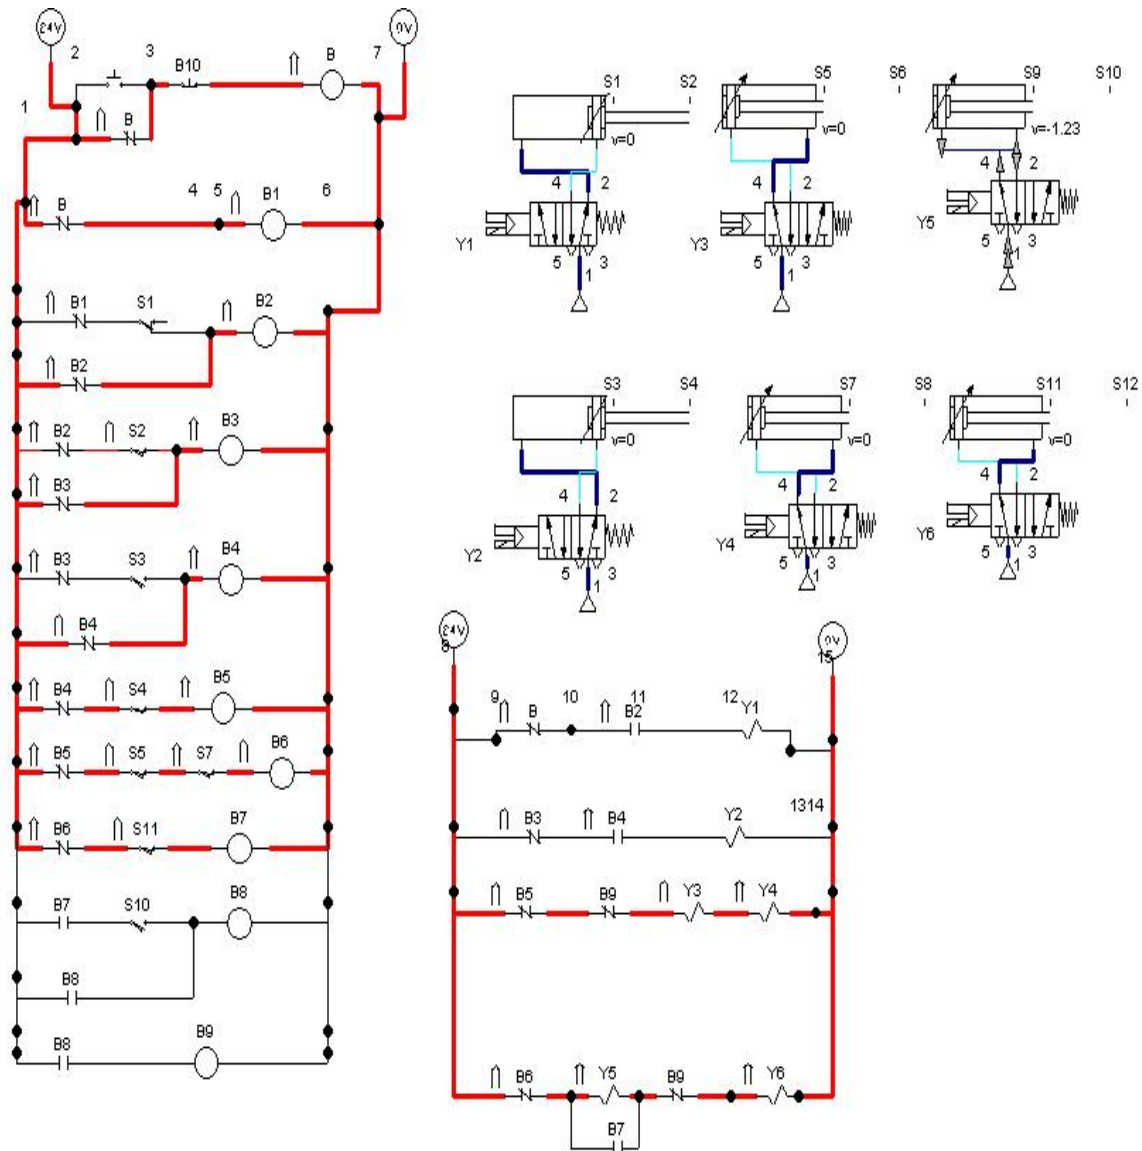 24V
0V
2 3 B10 B 7
1 B
B 4 5 B1 6
B1 S1 B2
B2
B2 S2 B3
B3
B3 S3 B4
B4
B4 S4 B5
B5 S5 S7 B6
B6 S11 B7
B7 S10 B8
B8
B8 B9
S1 S2 S5 S6 S9 S10
v=0 v=0 v=-1.23
4 2 4 2 4 2
Y1 Y3 Y5
5 3 5 3 5 3
1 1 1
S3 S4 S7 S8 S11 S12
v=0 v=0 v=0
4 2 4 2 4 2
Y2 Y4 Y6
5 3 5 3 5 3
1 1 1
24V 0V
8 15
9 10 11 12
B B2 Y1
1314
B3 B4 Y2
B5 B9 Y3 Y4
B6 Y5 B9 Y6
B7